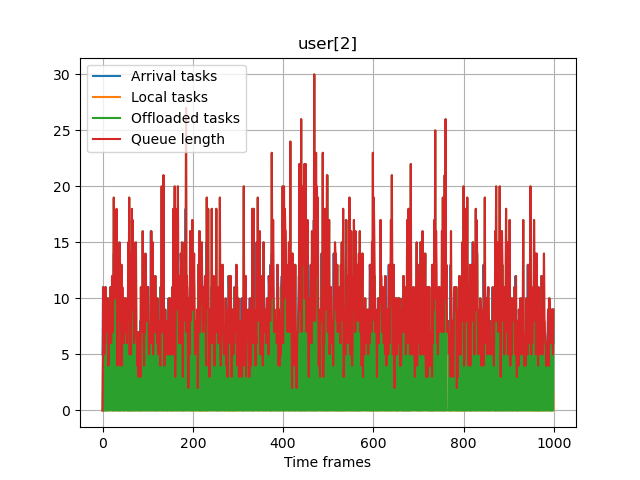 user[2]
30
25
20
15
10
5
0
Arrival tasks
Local tasks
Offloaded tasks
Queue length
0 200 400 600 800 1000
Time frames